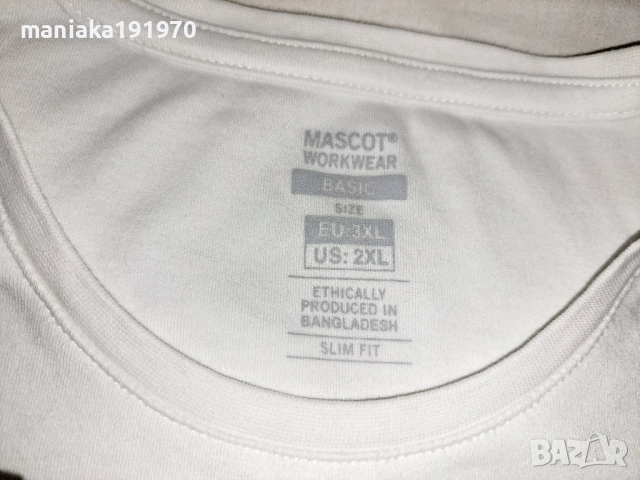 maniaka191970
MASCOT®
WORKWEAR
BASIC
SIZE
EU: 3XL
US: 2XL
ETHICALLY
PRODUCED IN
BANGLADESH
SLIM FIT
BAZAR